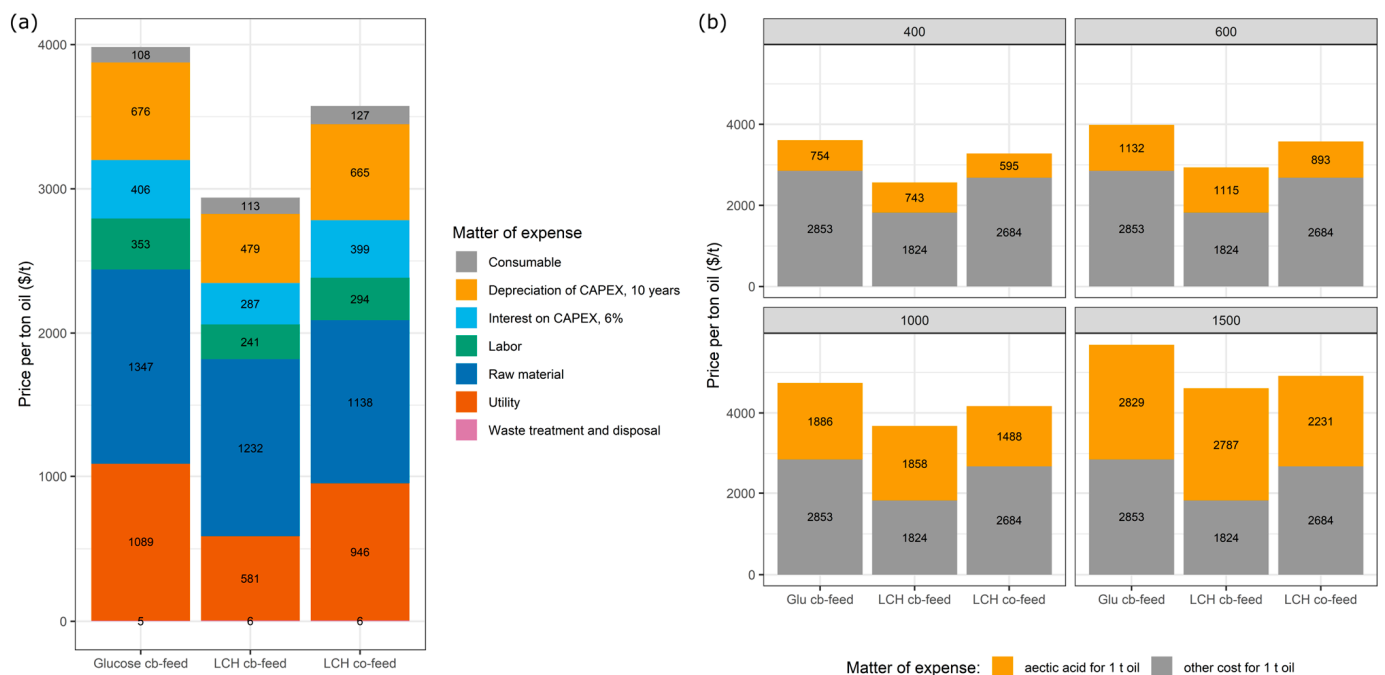 (a)
Price per ton oil ($/t)
4000
3000
2000
1000
0
108
676
406
353
1347
1089
5
113
479
287
241
1232
581
6
127
665
399
294
1138
946
6
Glucose cb-feed
LCH cb-feed
LCH co-feed
Matter of expense
Consumable
Depreciation of CAPEX, 10 years
Interest on CAPEX, 6%
Labor
Raw material
Utility
Waste treatment and disposal
(b)
Price per ton oil ($/t)
400
4000
2000
0
754
2853
743
1824
595
2684
600
1132
2853
1115
1824
893
2684
1000
4000
2000
0
1886
2853
1858
1824
1488
2684
Glu cb-feed
LCH cb-feed
LCH co-feed
1500
2829
2853
2787
1824
2231
2684
Glu cb-feed
LCH cb-feed
LCH co-feed
Matter of expense:
aectic acid for 1 t oil
other cost for 1 t oil